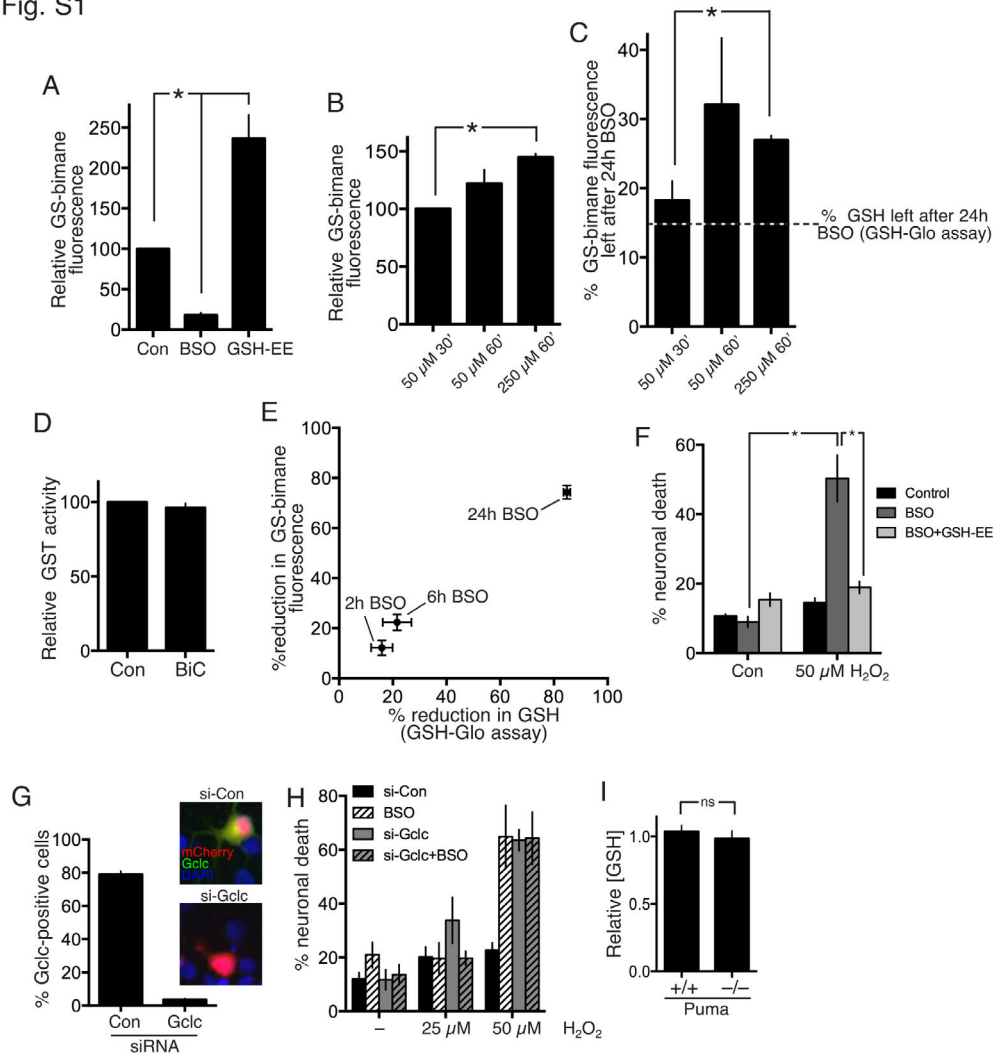 Fig. S1
A
Relative GS-bimane
fluorescence
250
200
150
100
50
0
*
Con BSO GSH-EE
B
Relative GS-bimane
fluorescence
150
100
50
0
*
50 µM 30'
50 µM 60'
250 µM 60'
C
% GS-bimane fluorescence
left after 24h BSO
40
30
20
10
0
*
% GSH left after 24h
BSO (GSH-Glo assay)
50 µM 30'
50 µM 60'
250 µM 60'
D
Relative GST activity
100
50
0
Con BiC
E
%reduction in GS-bimane
fluorescence
100
80
60
40
20
0
24h BSO
2h BSO
6h BSO
0 20 40 60 80 100
% reduction in GSH
(GSH-Glo assay)
F
% neuronal death
60
40
20
0
* *
Control
BSO
BSO+GSH-EE
Con 50 µM H₂O₂
G
% Gclc-positive cells
100
80
60
40
20
0
si-Con
mCherry
Gclc
DAPI
si-Gclc
Con Gclc
siRNA
H
% neuronal death
80
60
40
20
0
si-Con
BSO
si-Gclc
si-Gclc+BSO
– 25 µM 50 µM H₂O₂
I
Relative [GSH]
1.0
0.5
0.0
ns
+/+ –/–
Puma